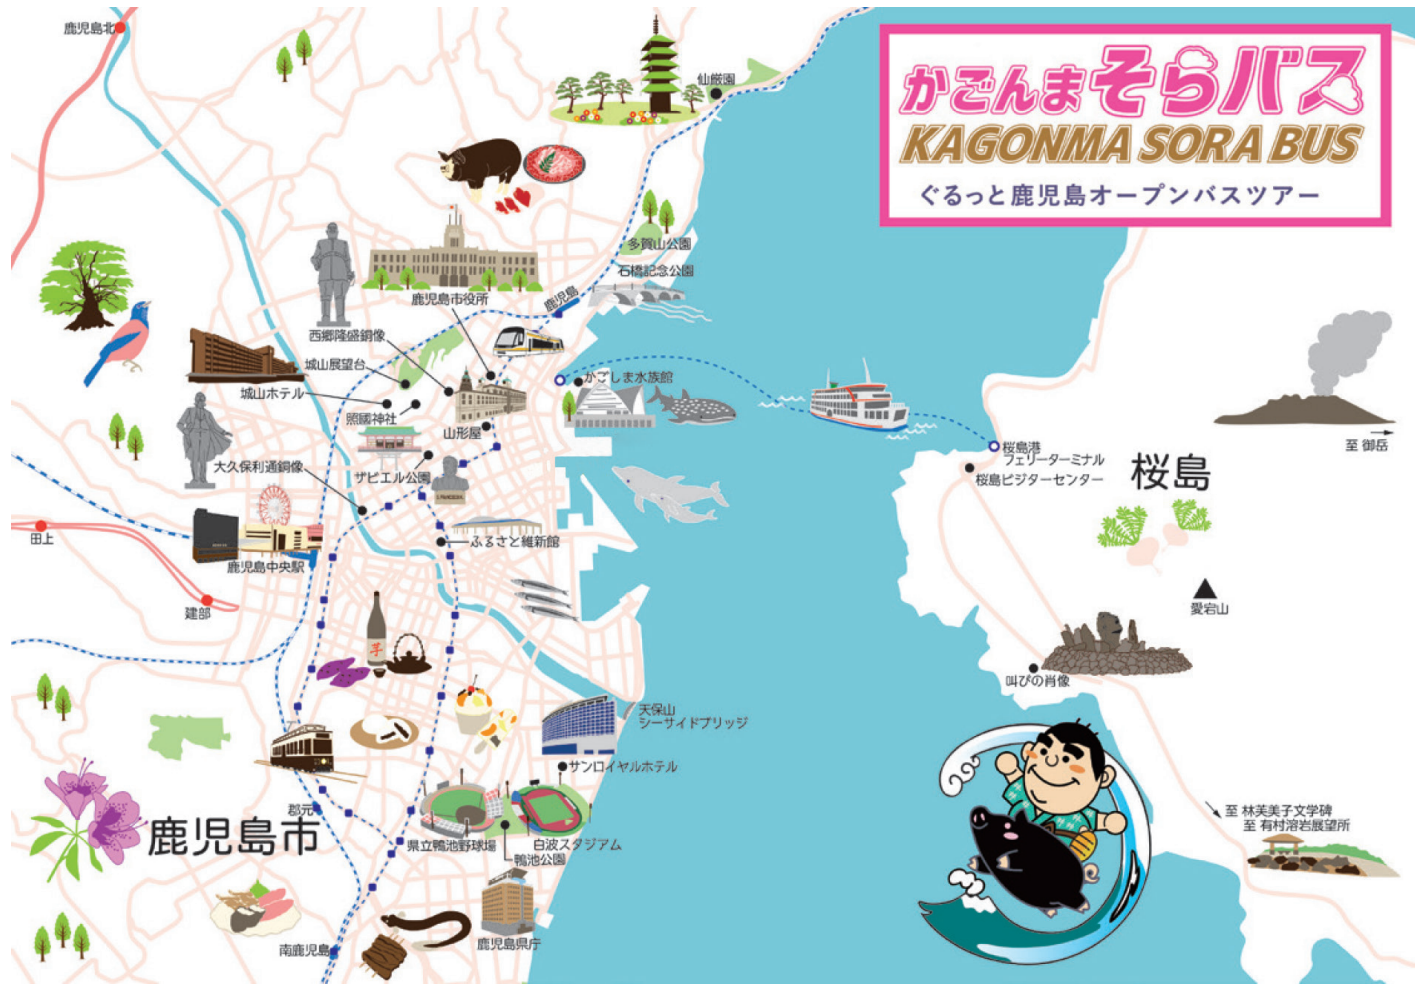 鹿児島北
かごんまそらバス
KAGONMA SORA BUS
ぐるっと鹿児島オープンバスツアー
仙厳園
多賀山公園
石橋記念公園
鹿児島市役所
鹿児島
西郷隆盛銅像
城山展望台
城山ホテル
かごしま水族館
照國神社
山形屋
大久保利通銅像
ザビエル公園
ふるさと維新館
田上
鹿児島中央駅
建部
桜島港
フェリーターミナル
桜島ビジターセンター
桜島
至 御岳
愛宕山
叫びの肖像
芋
天保山
シーサイドブリッジ
サンロイヤルホテル
郡元
鹿児島市
県立鴨池野球場
白波スタジアム
鴨池公園
至 林芙美子文学碑
至 有村溶岩展望所
南鹿児島
鹿児島県庁